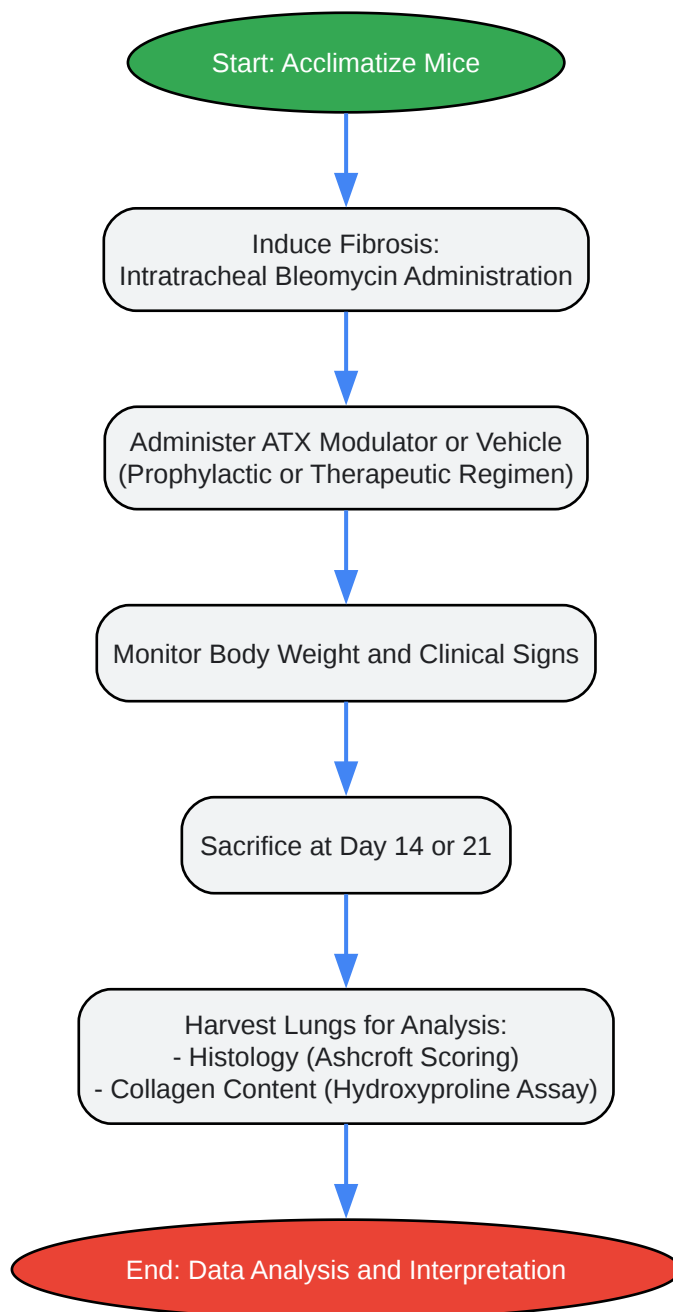 Start: Acclimatize Mice
Induce Fibrosis:
Intratracheal Bleomycin Administration
Administer ATX Modulator or Vehicle
(Prophylactic or Therapeutic Regimen)
Monitor Body Weight and Clinical Signs
Sacrifice at Day 14 or 21
Harvest Lungs for Analysis:
- Histology (Ashcroft Scoring)
- Collagen Content (Hydroxyproline Assay)
End: Data Analysis and Interpretation